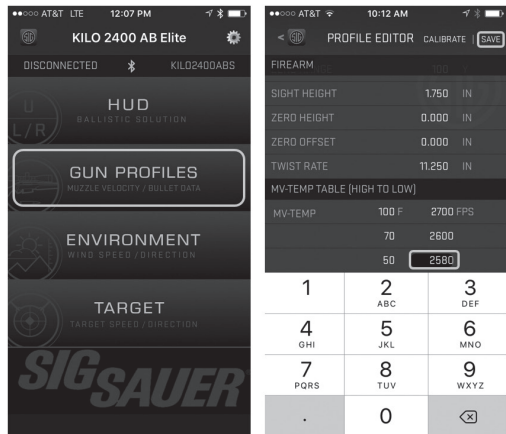 AT&T LTE 12:07 PM
SIG KILO 2400 AB Elite
DISCONNECTED KILO2400ABS
U
L/R
HUD
BALLISTIC SOLUTION
GUN PROFILES
MUZZLE VELOCITY / BULLET DATA
ENVIRONMENT
WIND SPEED / DIRECTION
TARGET
TARGET SPEED / DIRECTION
SIG SAUER
AT&T 10:12 AM
< SIG PROFILE EDITOR CALIBRATE | SAVE
FIREARM
SIGHT HEIGHT 1.750 IN
ZERO HEIGHT 0.000 IN
ZERO OFFSET 0.000 IN
TWIST RATE 11.250 IN
MV-TEMP TABLE (HIGH TO LOW)
MV-TEMP 100 F 2700 FPS
70 2600
50 2580
1 2 3
ABC DEF
4 5 6
GHI JKL MNO
7 8 9
PQRS TUV WXYZ
. 0